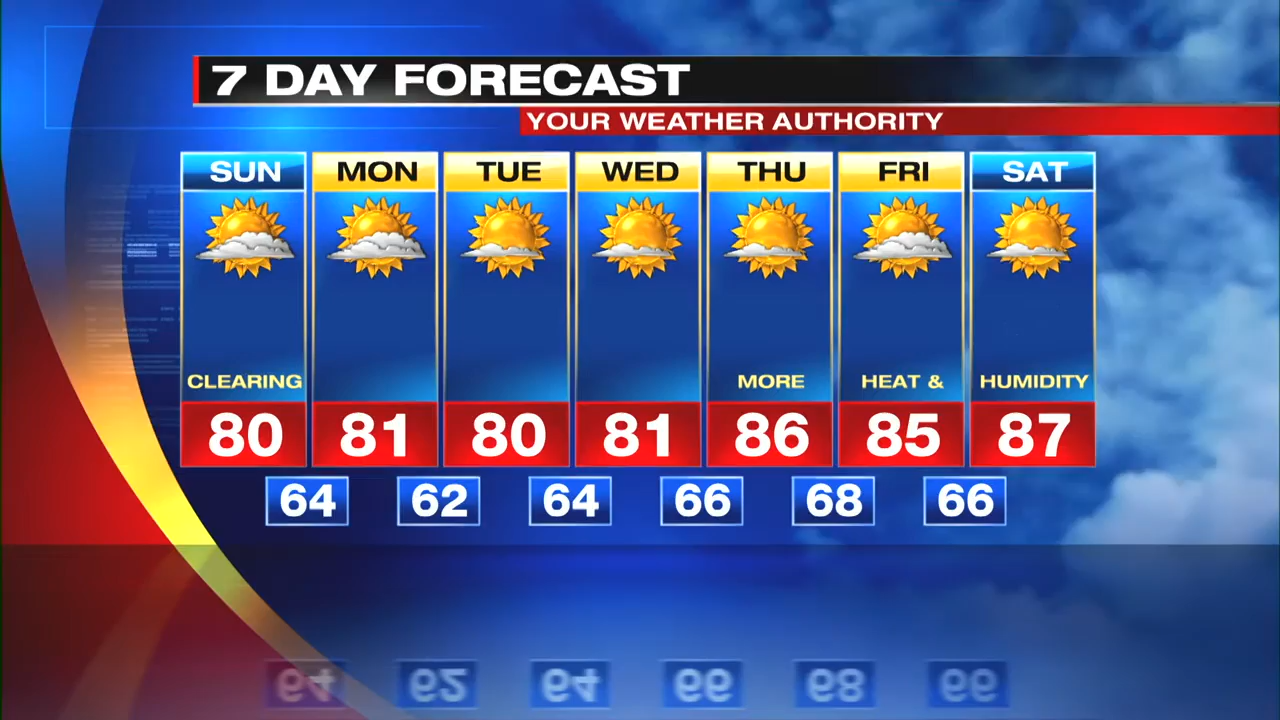 7 DAY FORECAST
YOUR WEATHER AUTHORITY
SUN MON TUE WED THU FRI SAT
CLEARING MORE HEAT & HUMIDITY
80 81 80 81 86 85 87
64 62 64 66 68 66